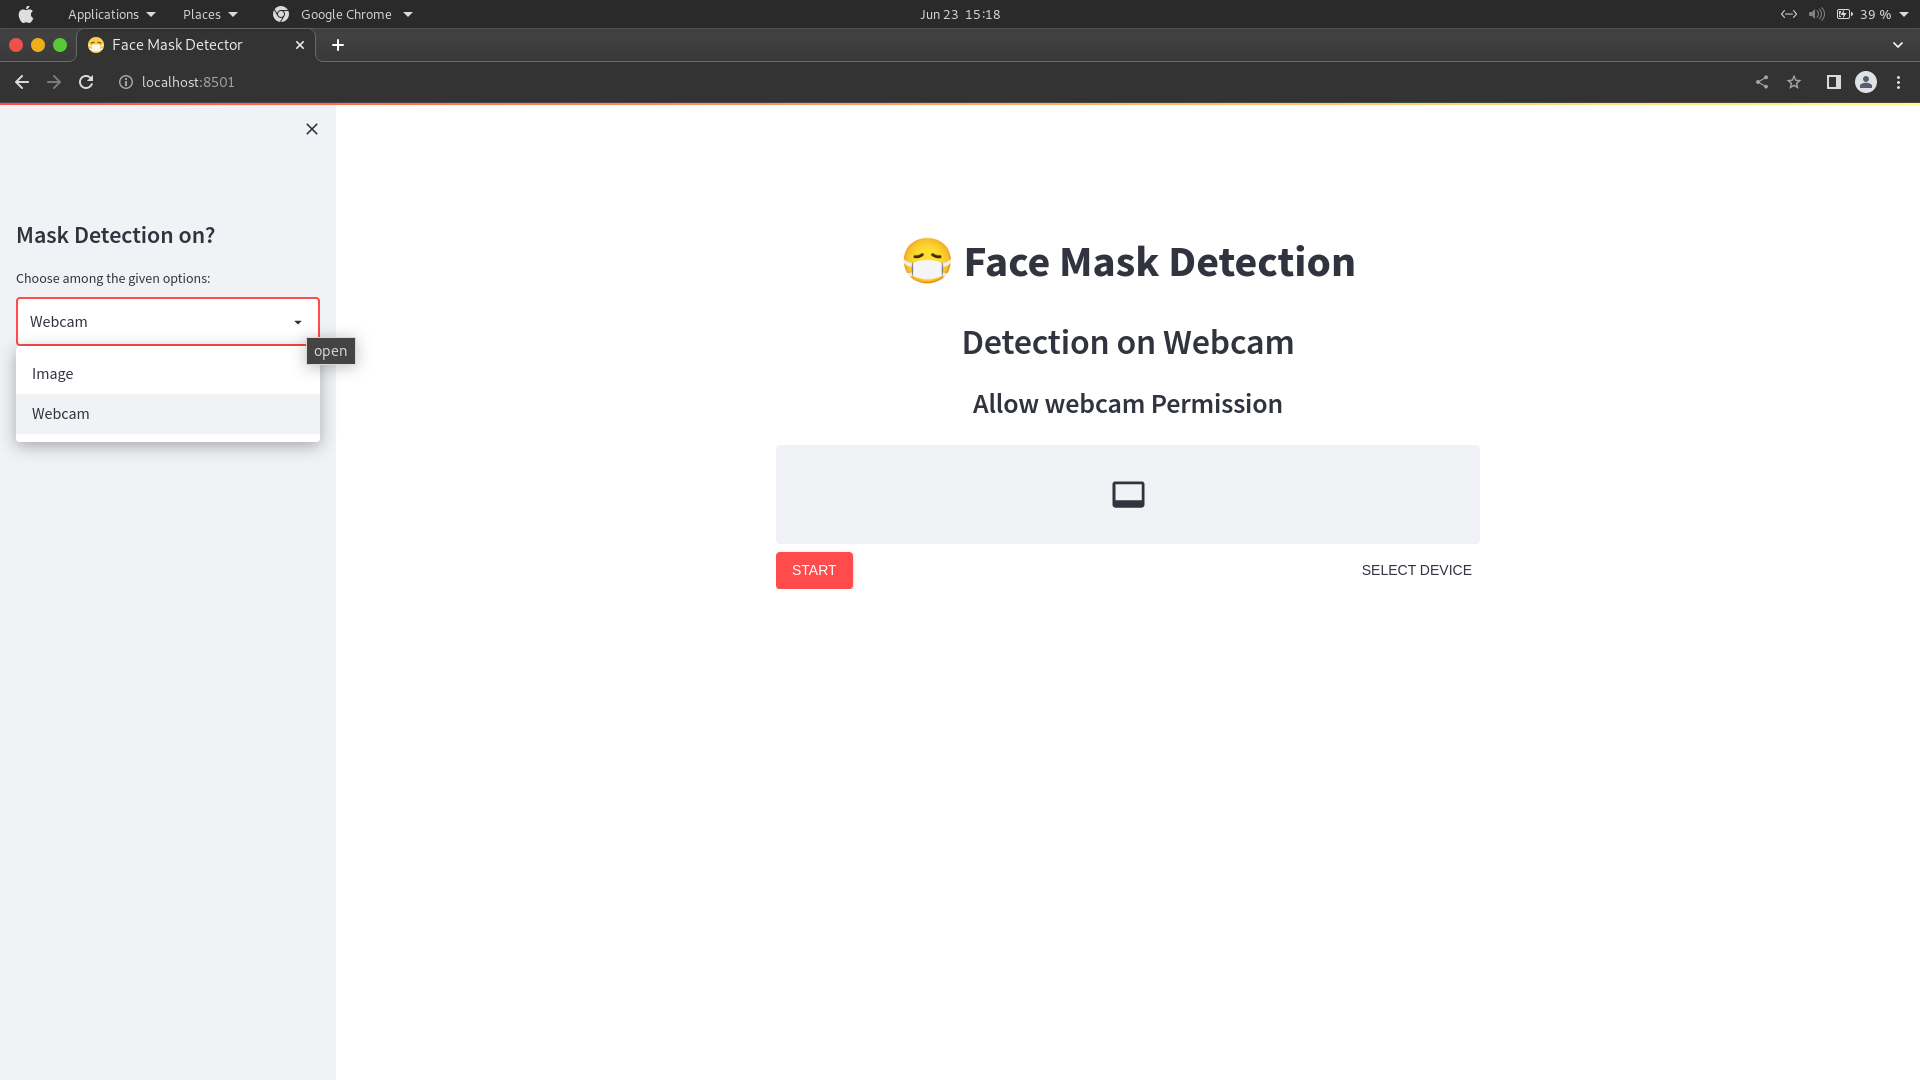 Applications Places Google Chrome Jun 23 15:18 39 %
Face Mask Detector
localhost:8501
Mask Detection on?
Choose among the given options:
Webcam
open
Image
Webcam
😷 Face Mask Detection
Detection on Webcam
Allow webcam Permission
START SELECT DEVICE